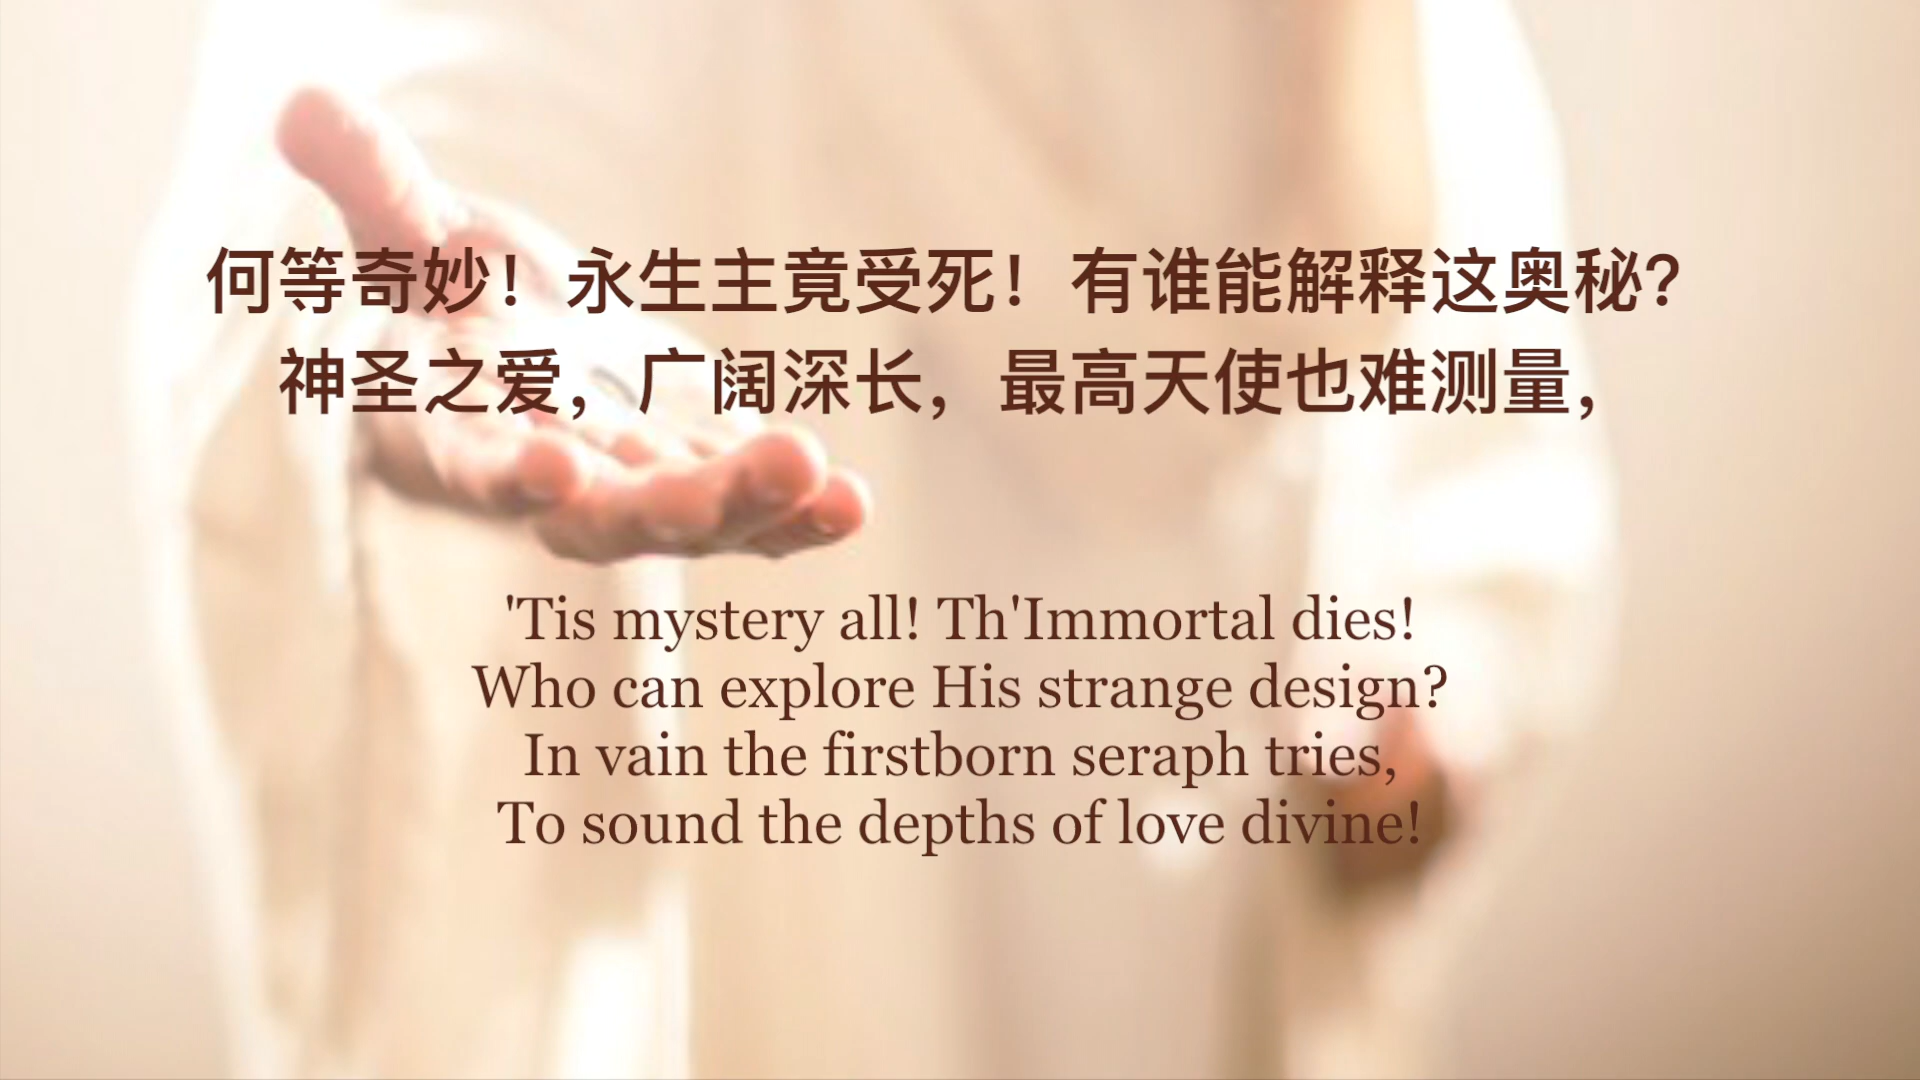 何等奇妙！永生主竟受死！有谁能解释这奥秘？
神圣之爱，广阔深长，最高天使也难测量，
'Tis mystery all! Th'Immortal dies!
Who can explore His strange design?
In vain the firstborn seraph tries,
To sound the depths of love divine!